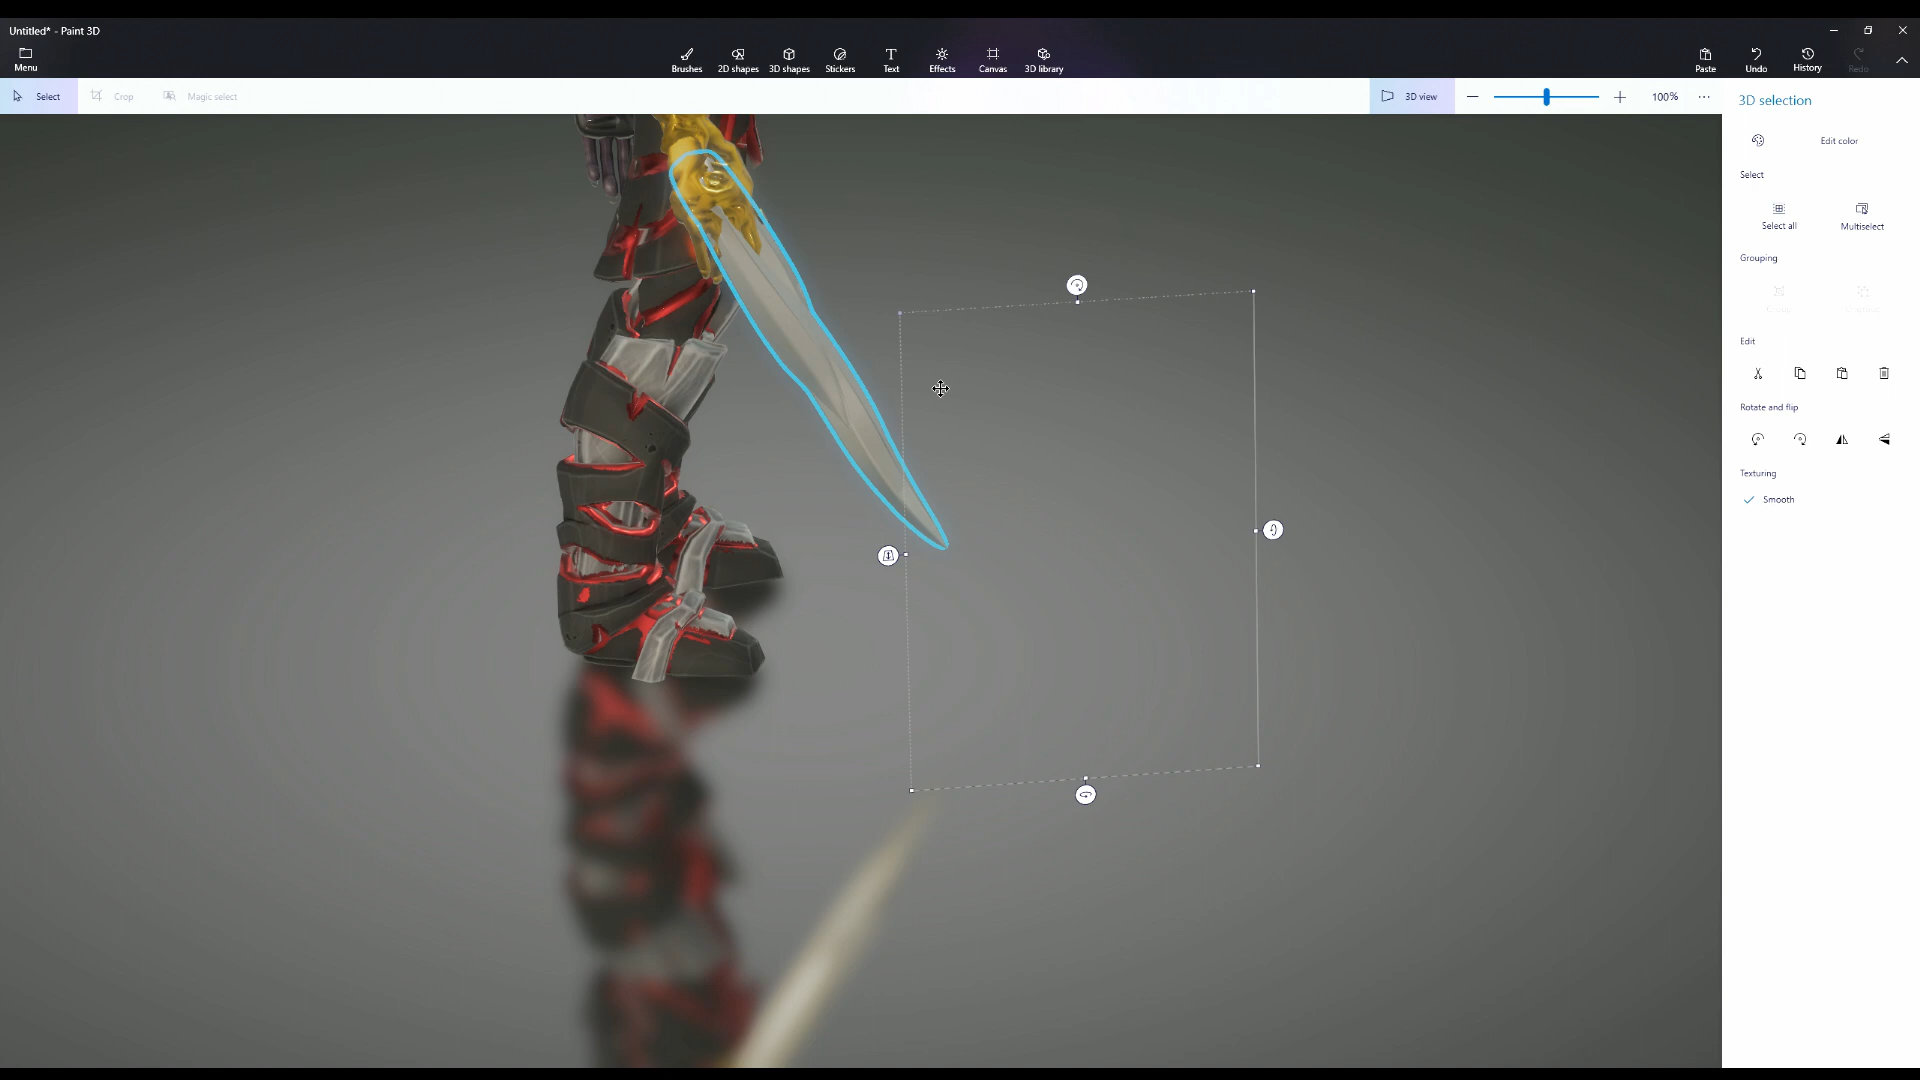 Untitled* - Paint 3D
Menu
Brushes
2D shapes
3D shapes
Stickers
Text
Effects
Canvas
3D library
Paste
Undo
History
Redo
Select
Crop
Magic select
3D view
100%
3D selection
Edit color
Select
Select all
Multiselect
Grouping
Edit
Rotate and flip
Texturing
Smooth